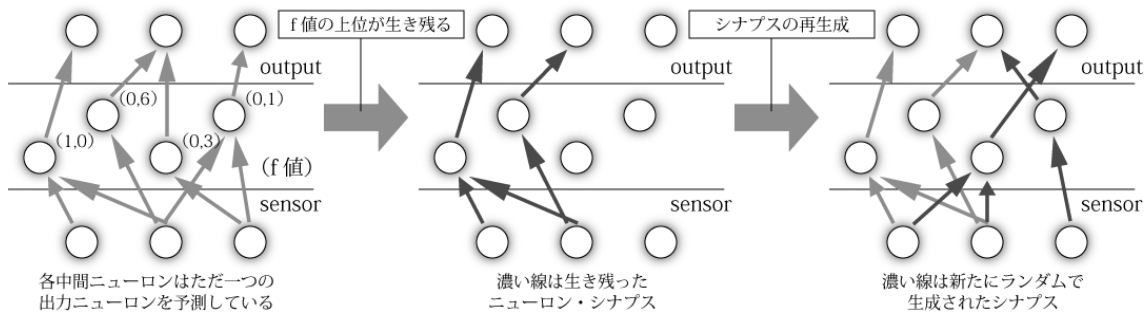 f 値の上位が生き残る
シナプスの再生成
output
(0,6)
(0,1)
(1,0)
(0,3)
(f 値)
sensor
output
sensor
output
sensor
各中間ニューロンはただ一つの
出力ニューロンを予測している
濃い線は生き残った
ニューロン・シナプス
濃い線は新たにランダムで
生成されたシナプス